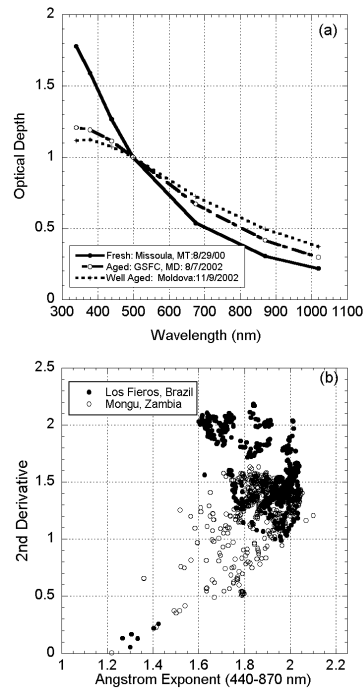 (a)
2
1.5
1
0.5
0
Optical Depth
Fresh: Missoula, MT:8/29/00
Aged: GSFC, MD: 8/7/2002
Well Aged: Moldova:11/9/2002
300 400 500 600 700 800 900 1000 1100
Wavelength (nm)
(b)
2.5
2
1.5
1
0.5
0
2nd Derivative
Los Fieros, Brazil
Mongu, Zambia
1 1.2 1.4 1.6 1.8 2 2.2
Angstrom Exponent (440-870 nm)